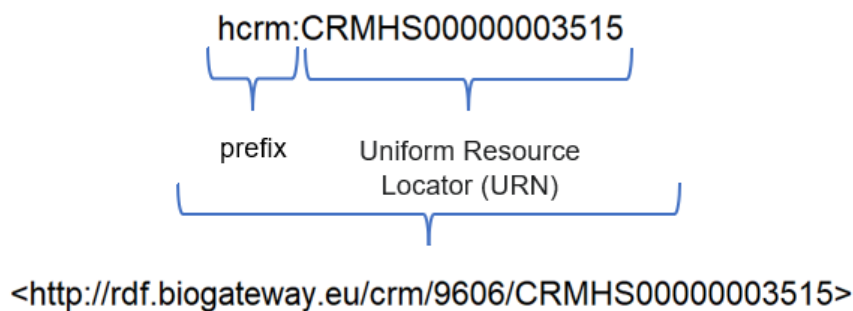 hcrm:CRMHS00000003515
prefix
Uniform Resource
Locator (URN)
<http://rdf.biogateway.eu/crm/9606/CRMHS00000003515>